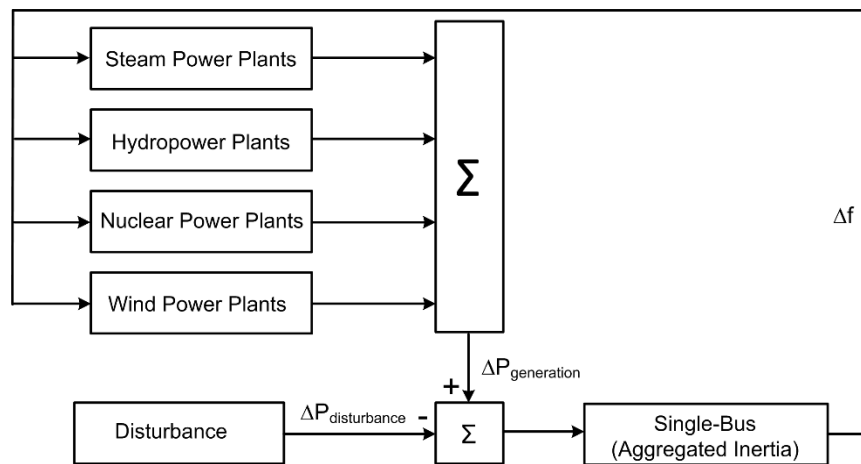 Steam Power Plants
Hydropower Plants
Σ
Nuclear Power Plants
Δf
Wind Power Plants
ΔPgeneration
+
ΔPdisturbance
-
Disturbance
Σ
Single-Bus
(Aggregated Inertia)